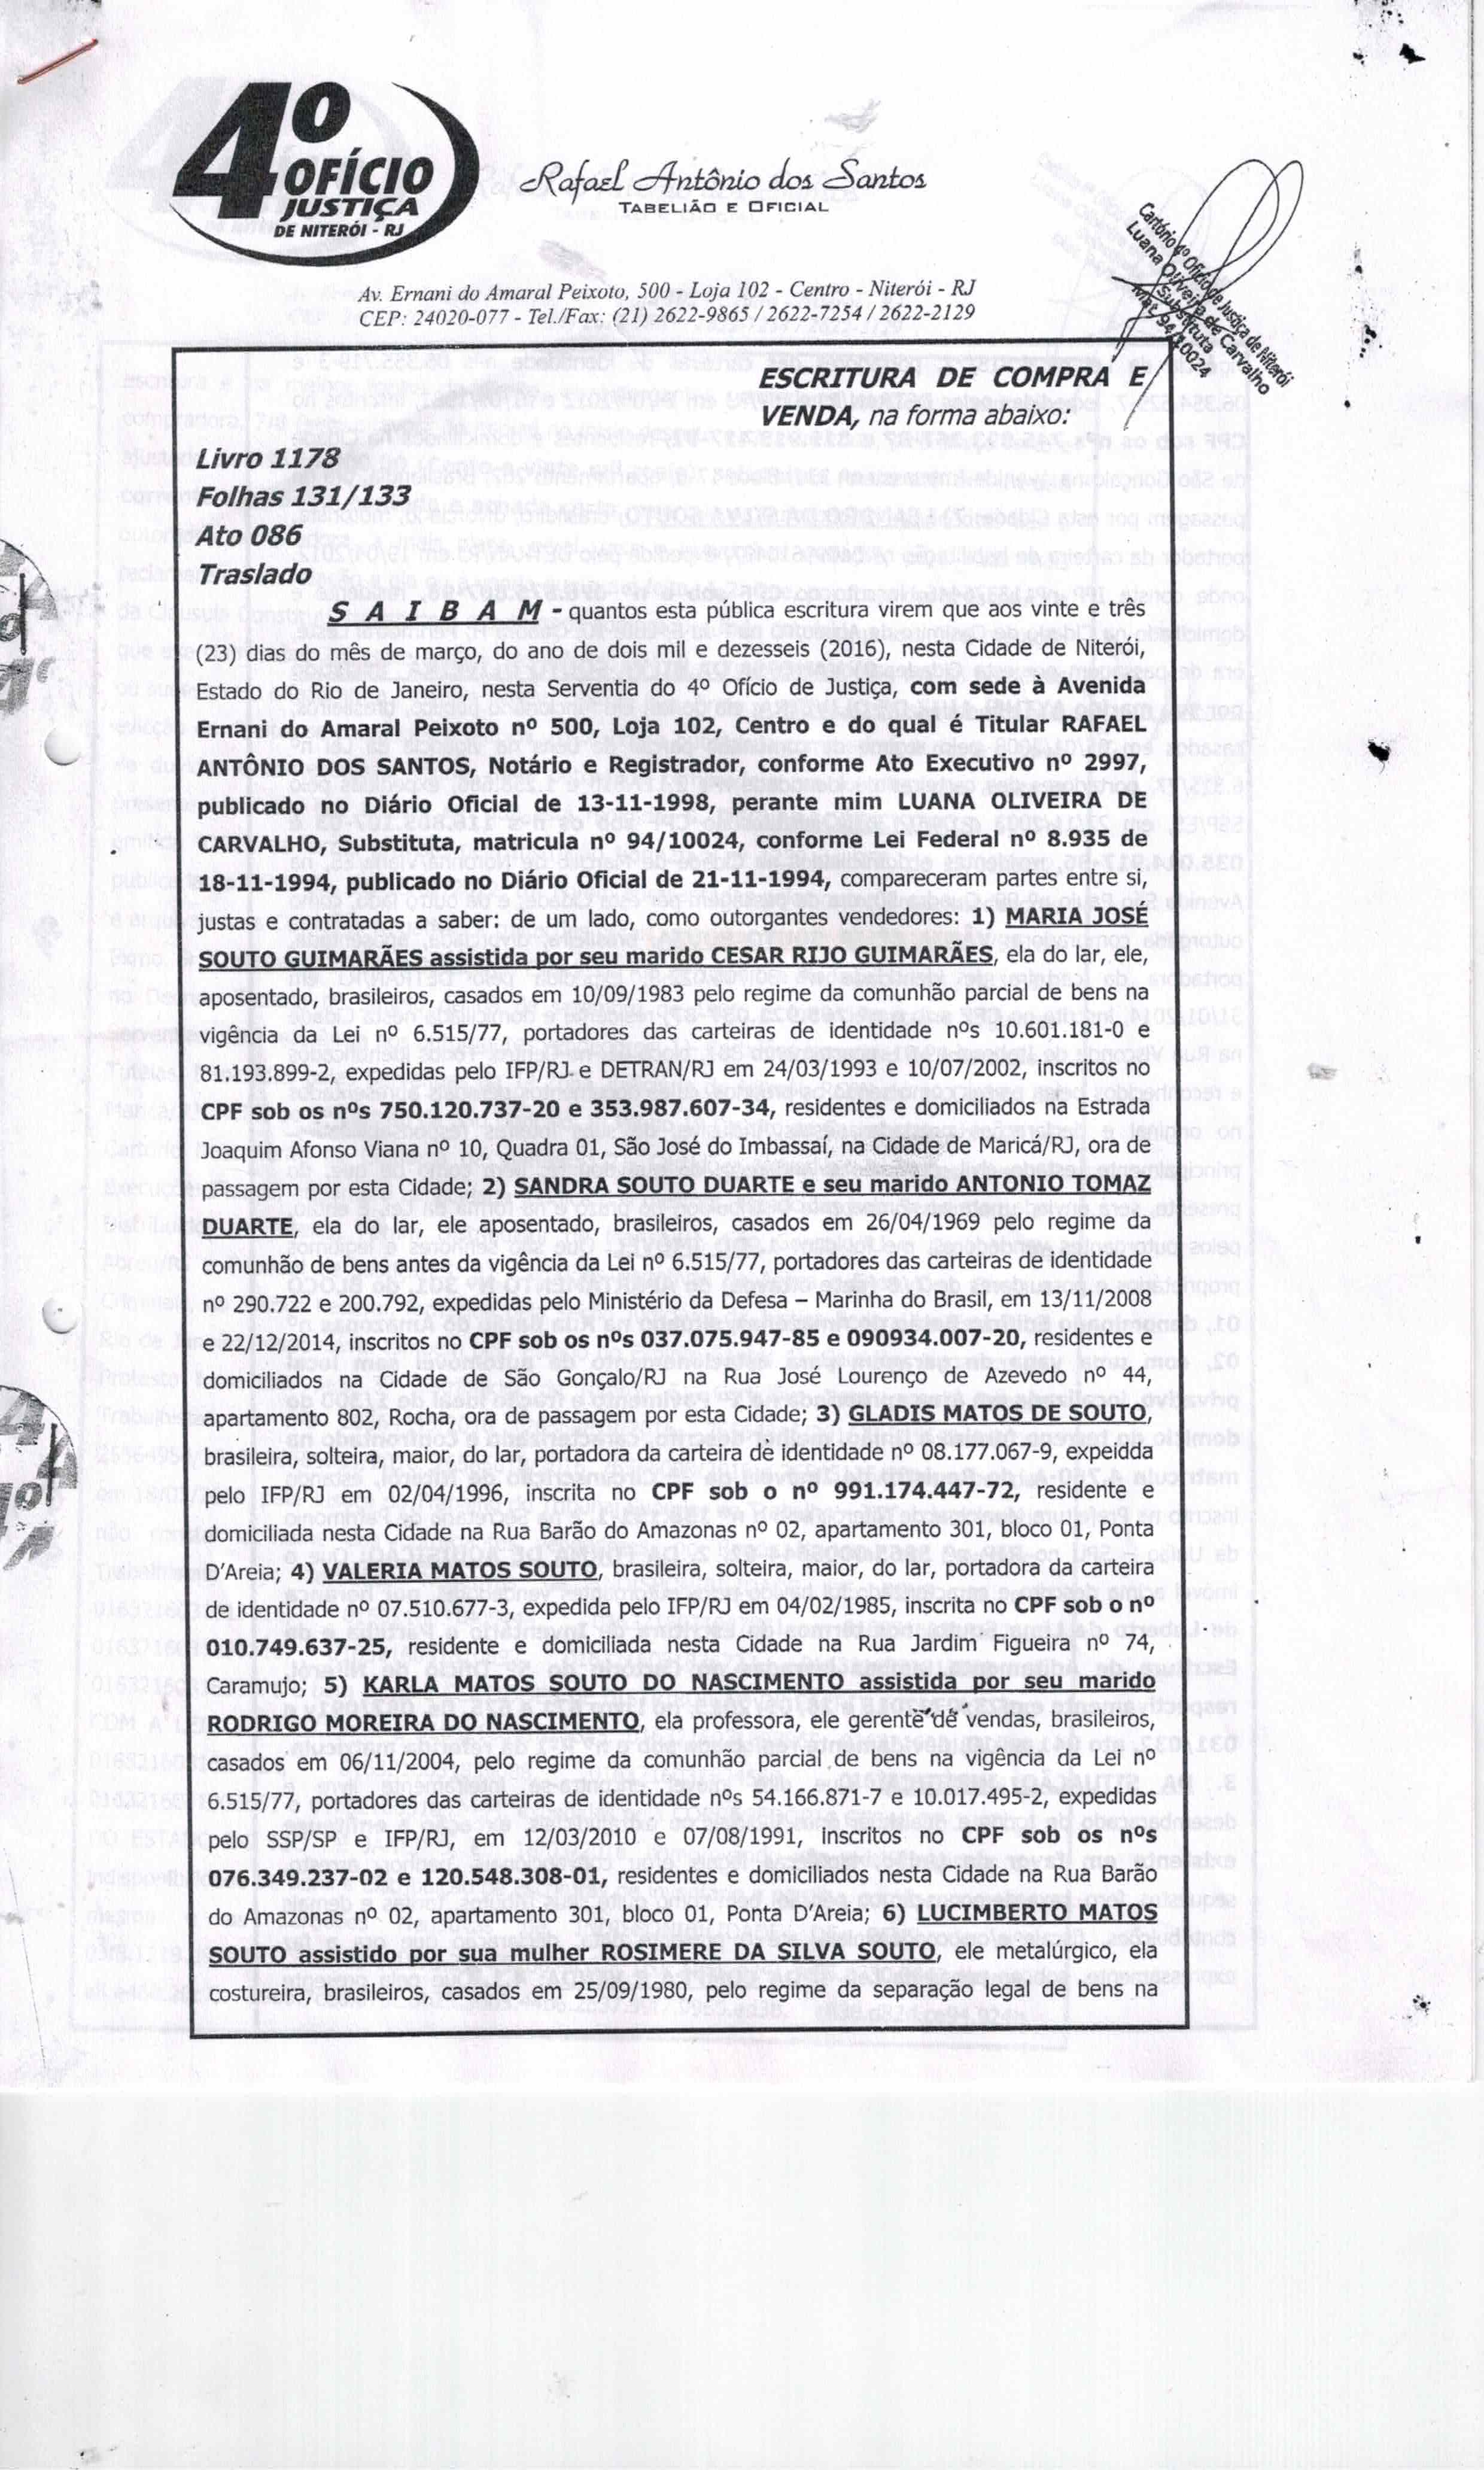 4º
OFÍCIO
JUSTIÇA
DE NITERÓI - RJ
Rafael Antônio dos Santos
TABELIÃO E OFICIAL
Cartório 4º Ofício de Justiça de Niterói
Luana Oliveira de Carvalho
Substituta
Mat. 94/10024
Av. Ernani do Amaral Peixoto, 500 - Loja 102 - Centro - Niterói - RJ
CEP: 24020-077 - Tel./Fax: (21) 2622-9865 / 2622-7254 / 2622-2129
ESCRITURA DE COMPRA E
VENDA, na forma abaixo:
Livro 1178
Folhas 131/133
Ato 086
Traslado
S A I B A M - quantos esta pública escritura virem que aos vinte e três
(23) dias do mês de março, do ano de dois mil e dezesseis (2016), nesta Cidade de Niterói,
Estado do Rio de Janeiro, nesta Serventia do 4º Ofício de Justiça, com sede à Avenida
Ernani do Amaral Peixoto nº 500, Loja 102, Centro e do qual é Titular RAFAEL
ANTÔNIO DOS SANTOS, Notário e Registrador, conforme Ato Executivo nº 2997,
publicado no Diário Oficial de 13-11-1998, perante mim LUANA OLIVEIRA DE
CARVALHO, Substituta, matricula nº 94/10024, conforme Lei Federal nº 8.935 de
18-11-1994, publicado no Diário Oficial de 21-11-1994, compareceram partes entre si,
justas e contratadas a saber: de um lado, como outorgantes vendedores: 1) MARIA JOSÉ
SOUTO GUIMARÃES assistida por seu marido CESAR RIJO GUIMARÃES, ela do lar, ele,
aposentado, brasileiros, casados em 10/09/1983 pelo regime da comunhão parcial de bens na
vigência da Lei nº 6.515/77, portadores das carteiras de identidade nºs 10.601.181-0 e
81.193.899-2, expedidas pelo IFP/RJ e DETRAN/RJ em 24/03/1993 e 10/07/2002, inscritos no
CPF sob os nºs 750.120.737-20 e 353.987.607-34, residentes e domiciliados na Estrada
Joaquim Afonso Viana nº 10, Quadra 01, São José do Imbassaí, na Cidade de Maricá/RJ, ora de
passagem por esta Cidade; 2) SANDRA SOUTO DUARTE e seu marido ANTONIO TOMAZ
DUARTE, ela do lar, ele aposentado, brasileiros, casados em 26/04/1969 pelo regime da
comunhão de bens antes da vigência da Lei nº 6.515/77, portadores das carteiras de identidade
nº 290.722 e 200.792, expedidas pelo Ministério da Defesa – Marinha do Brasil, em 13/11/2008
e 22/12/2014, inscritos no CPF sob os nºs 037.075.947-85 e 090934.007-20, residentes e
domiciliados na Cidade de São Gonçalo/RJ na Rua José Lourenço de Azevedo nº 44,
apartamento 802, Rocha, ora de passagem por esta Cidade; 3) GLADIS MATOS DE SOUTO,
brasileira, solteira, maior, do lar, portadora da carteira de identidade nº 08.177.067-9, expeidda
pelo IFP/RJ em 02/04/1996, inscrita no CPF sob o nº 991.174.447-72, residente e
domiciliada nesta Cidade na Rua Barão do Amazonas nº 02, apartamento 301, bloco 01, Ponta
D'Areia; 4) VALERIA MATOS SOUTO, brasileira, solteira, maior, do lar, portadora da carteira
de identidade nº 07.510.677-3, expedida pelo IFP/RJ em 04/02/1985, inscrita no CPF sob o nº
010.749.637-25, residente e domiciliada nesta Cidade na Rua Jardim Figueira nº 74,
Caramujo; 5) KARLA MATOS SOUTO DO NASCIMENTO assistida por seu marido
RODRIGO MOREIRA DO NASCIMENTO, ela professora, ele gerente de vendas, brasileiros,
casados em 06/11/2004, pelo regime da comunhão parcial de bens na vigência da Lei nº
6.515/77, portadores das carteiras de identidade nºs 54.166.871-7 e 10.017.495-2, expedidas
pelo SSP/SP e IFP/RJ, em 12/03/2010 e 07/08/1991, inscritos no CPF sob os nºs
076.349.237-02 e 120.548.308-01, residentes e domiciliados nesta Cidade na Rua Barão
do Amazonas nº 02, apartamento 301, bloco 01, Ponta D'Areia; 6) LUCIMBERTO MATOS
SOUTO assistido por sua mulher ROSIMERE DA SILVA SOUTO, ele metalúrgico, ela
costureira, brasileiros, casados em 25/09/1980, pelo regime da separação legal de bens na